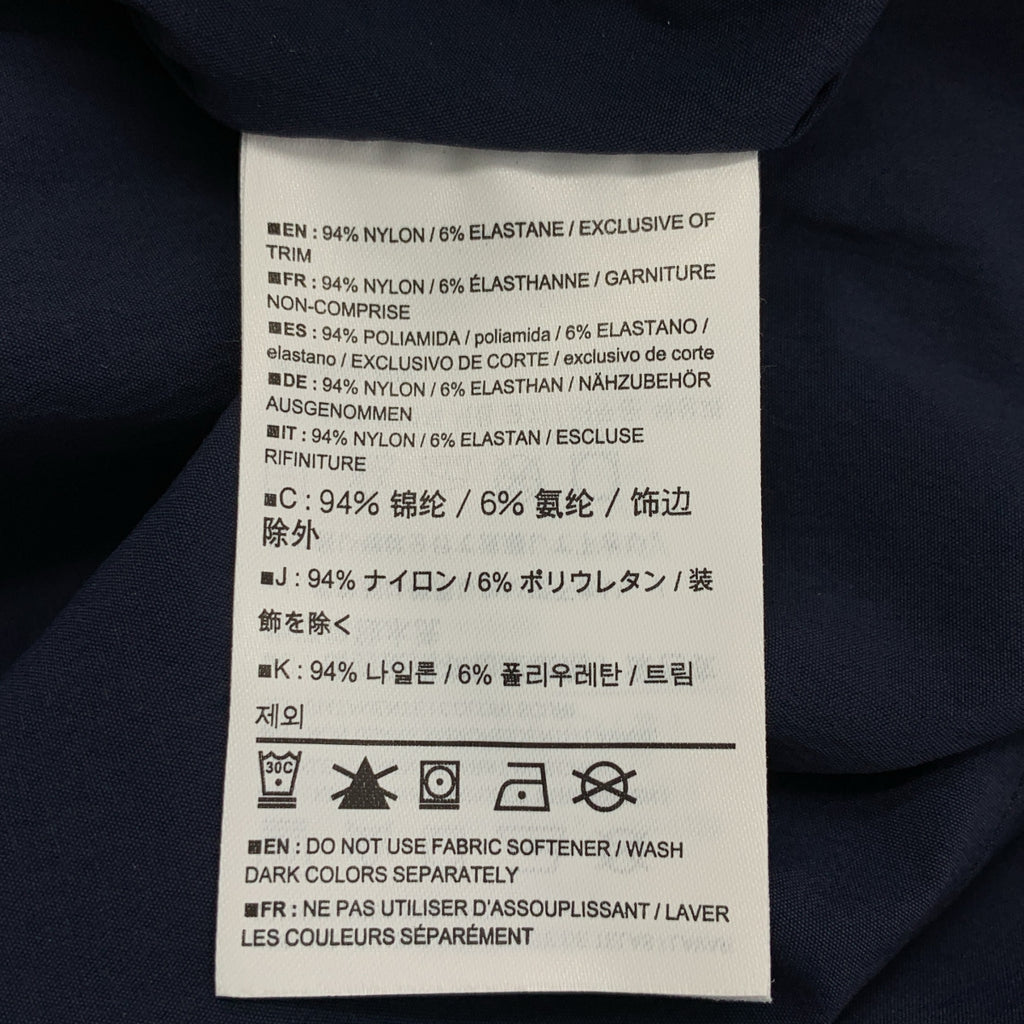 EN : 94% NYLON / 6% ELASTANE / EXCLUSIVE OF
TRIM
FR : 94% NYLON / 6% ÉLASTHANNE / GARNITURE
NON-COMPRISE
ES : 94% POLIAMIDA / poliamida / 6% ELASTANO /
elastano / EXCLUSIVO DE CORTE / exclusivo de corte
DE : 94% NYLON / 6% ELASTHAN / NÄHZUBEHÖR
AUSGENOMMEN
IT : 94% NYLON / 6% ELASTAN / ESCLUSE
RIFINITURE
C : 94% 锦纶 / 6% 氨纶 / 饰边
除外
J : 94% ナイロン / 6% ポリウレタン / 装
飾を除く
K : 94% 나일론 / 6% 폴리우레탄 / 트림
제외
30C
EN : DO NOT USE FABRIC SOFTENER / WASH
DARK COLORS SEPARATELY
FR : NE PAS UTILISER D'ASSOUPLISSANT / LAVER
LES COULEURS SÉPARÉMENT